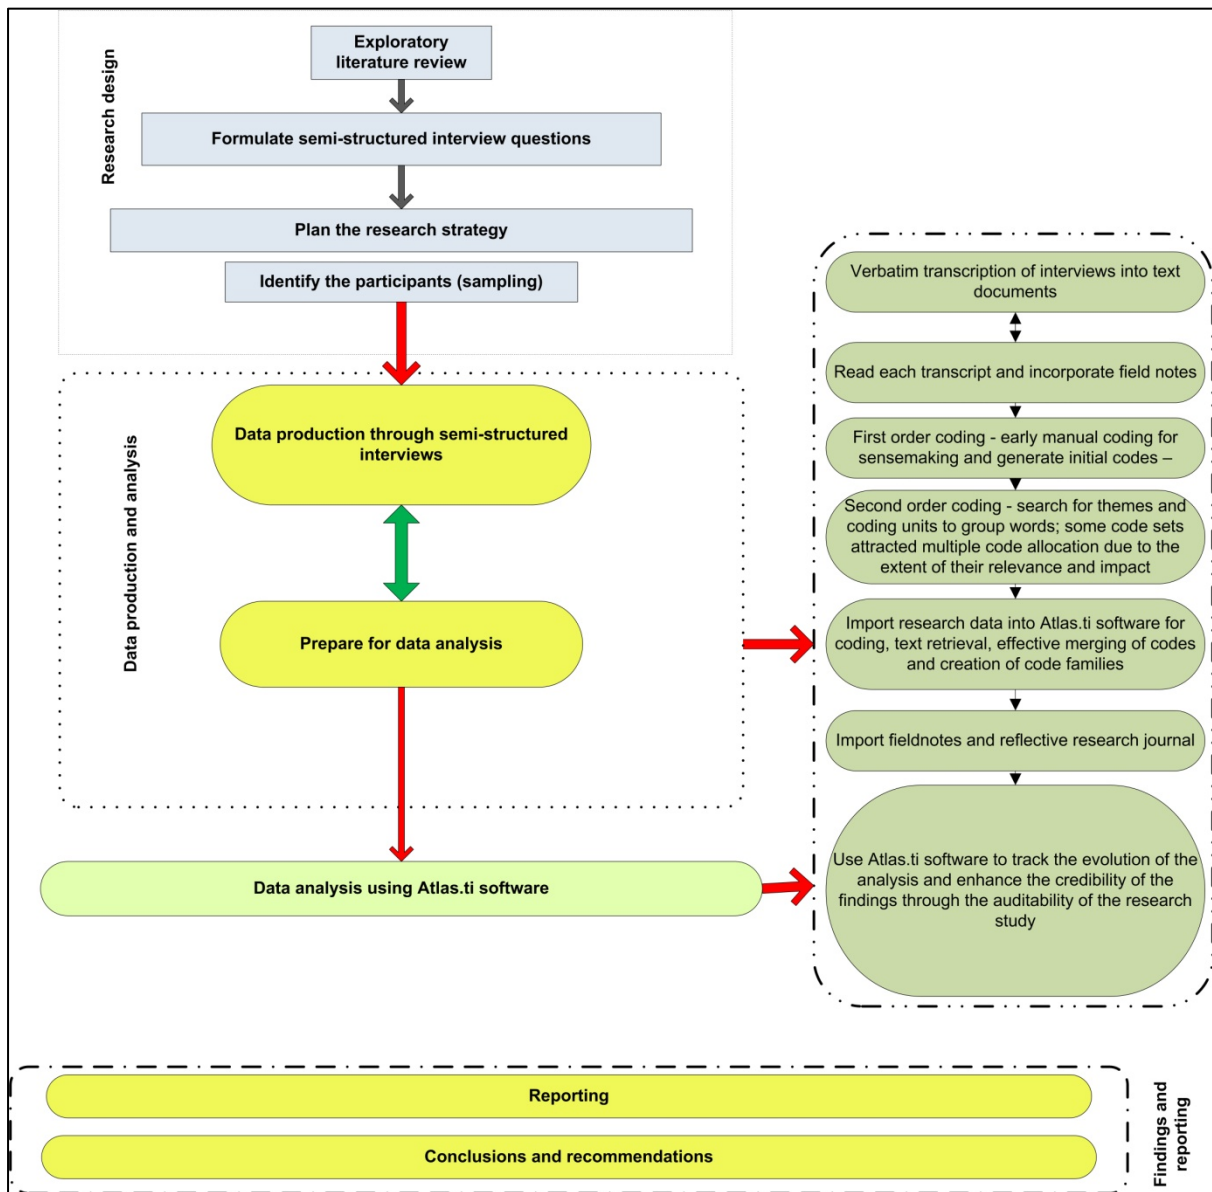 Research design
Exploratory
literature review
Formulate semi-structured interview questions
Plan the research strategy
Identify the participants (sampling)
Data production and analysis
Data production through semi-structured
interviews
Prepare for data analysis
Data analysis using Atlas.ti software
Verbatim transcription of interviews into text
documents
Read each transcript and incorporate field notes
First order coding - early manual coding for
sensemaking and generate initial codes –
Second order coding - search for themes and
coding units to group words; some code sets
attracted multiple code allocation due to the
extent of their relevance and impact
Import research data into Atlas.ti software for
coding, text retrieval, effective merging of codes
and creation of code families
Import fieldnotes and reflective research journal
Use Atlas.ti software to track the evolution of the
analysis and enhance the credibility of the
findings through the auditability of the research
study
Reporting
Conclusions and recommendations
Findings and
reporting